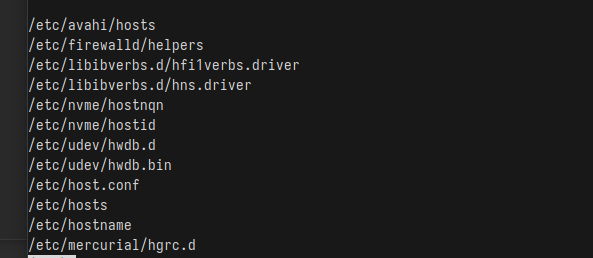 /etc/avahi/hosts
/etc/firewalld/helpers
/etc/libibverbs.d/hfi1verbs.driver
/etc/libibverbs.d/hns.driver
/etc/nvme/hostnqn
/etc/nvme/hostid
/etc/udev/hwdb.d
/etc/udev/hwdb.bin
/etc/host.conf
/etc/hosts
/etc/hostname
/etc/mercurial/hgrc.d